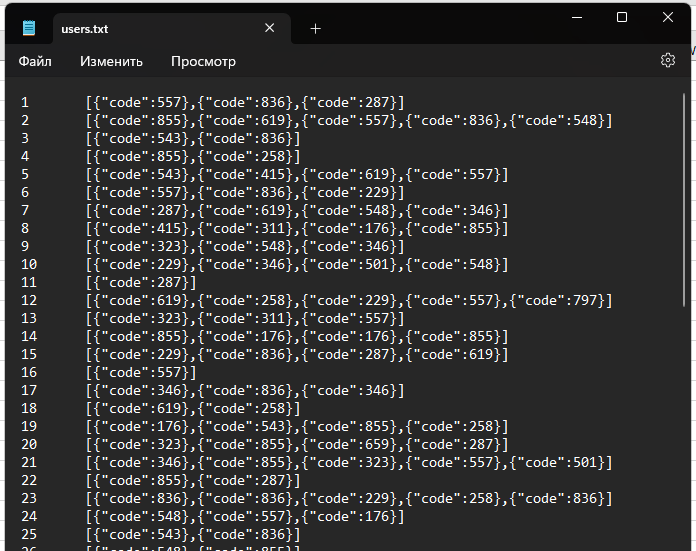 users.txt
Файл Изменить Просмотр
1 [{"code":557},{"code":836},{"code":287}]
2 [{"code":855},{"code":619},{"code":557},{"code":836},{"code":548}]
3 [{"code":543},{"code":836}]
4 [{"code":855},{"code":258}]
5 [{"code":543},{"code":415},{"code":619},{"code":557}]
6 [{"code":557},{"code":836},{"code":229}]
7 [{"code":287},{"code":619},{"code":548},{"code":346}]
8 [{"code":415},{"code":311},{"code":176},{"code":855}]
9 [{"code":323},{"code":548},{"code":346}]
10 [{"code":229},{"code":346},{"code":501},{"code":548}]
11 [{"code":287}]
12 [{"code":619},{"code":258},{"code":229},{"code":557},{"code":797}]
13 [{"code":323},{"code":311},{"code":557}]
14 [{"code":855},{"code":176},{"code":176},{"code":855}]
15 [{"code":229},{"code":836},{"code":287},{"code":619}]
16 [{"code":557}]
17 [{"code":346},{"code":836},{"code":346}]
18 [{"code":619},{"code":258}]
19 [{"code":176},{"code":543},{"code":855},{"code":258}]
20 [{"code":323},{"code":855},{"code":659},{"code":287}]
21 [{"code":346},{"code":855},{"code":323},{"code":557},{"code":501}]
22 [{"code":855},{"code":287}]
23 [{"code":836},{"code":836},{"code":229},{"code":258},{"code":836}]
24 [{"code":548},{"code":557},{"code":176}]
25 [{"code":543},{"code":836}]
26 [{"code":548},{"code":855}]